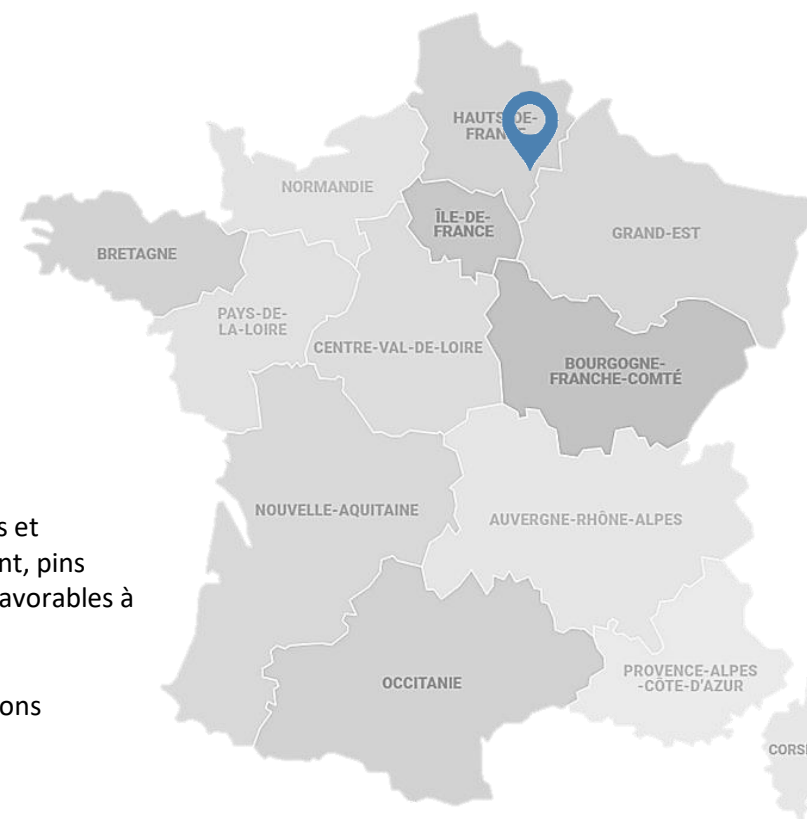 HAUTS-DE-
FRANCE
NORMANDIE
ÎLE-DE-
FRANCE
GRAND-EST
BRETAGNE
PAYS-DE-
LA-LOIRE
CENTRE-VAL-DE-LOIRE
BOURGOGNE-
FRANCHE-COMTÉ
NOUVELLE-AQUITAINE
AUVERGNE-RHÔNE-ALPES
s et
nt, pins
avorables à
OCCITANIE
PROVENCE-ALPES
-CÔTE-D'AZUR
ons
CORS